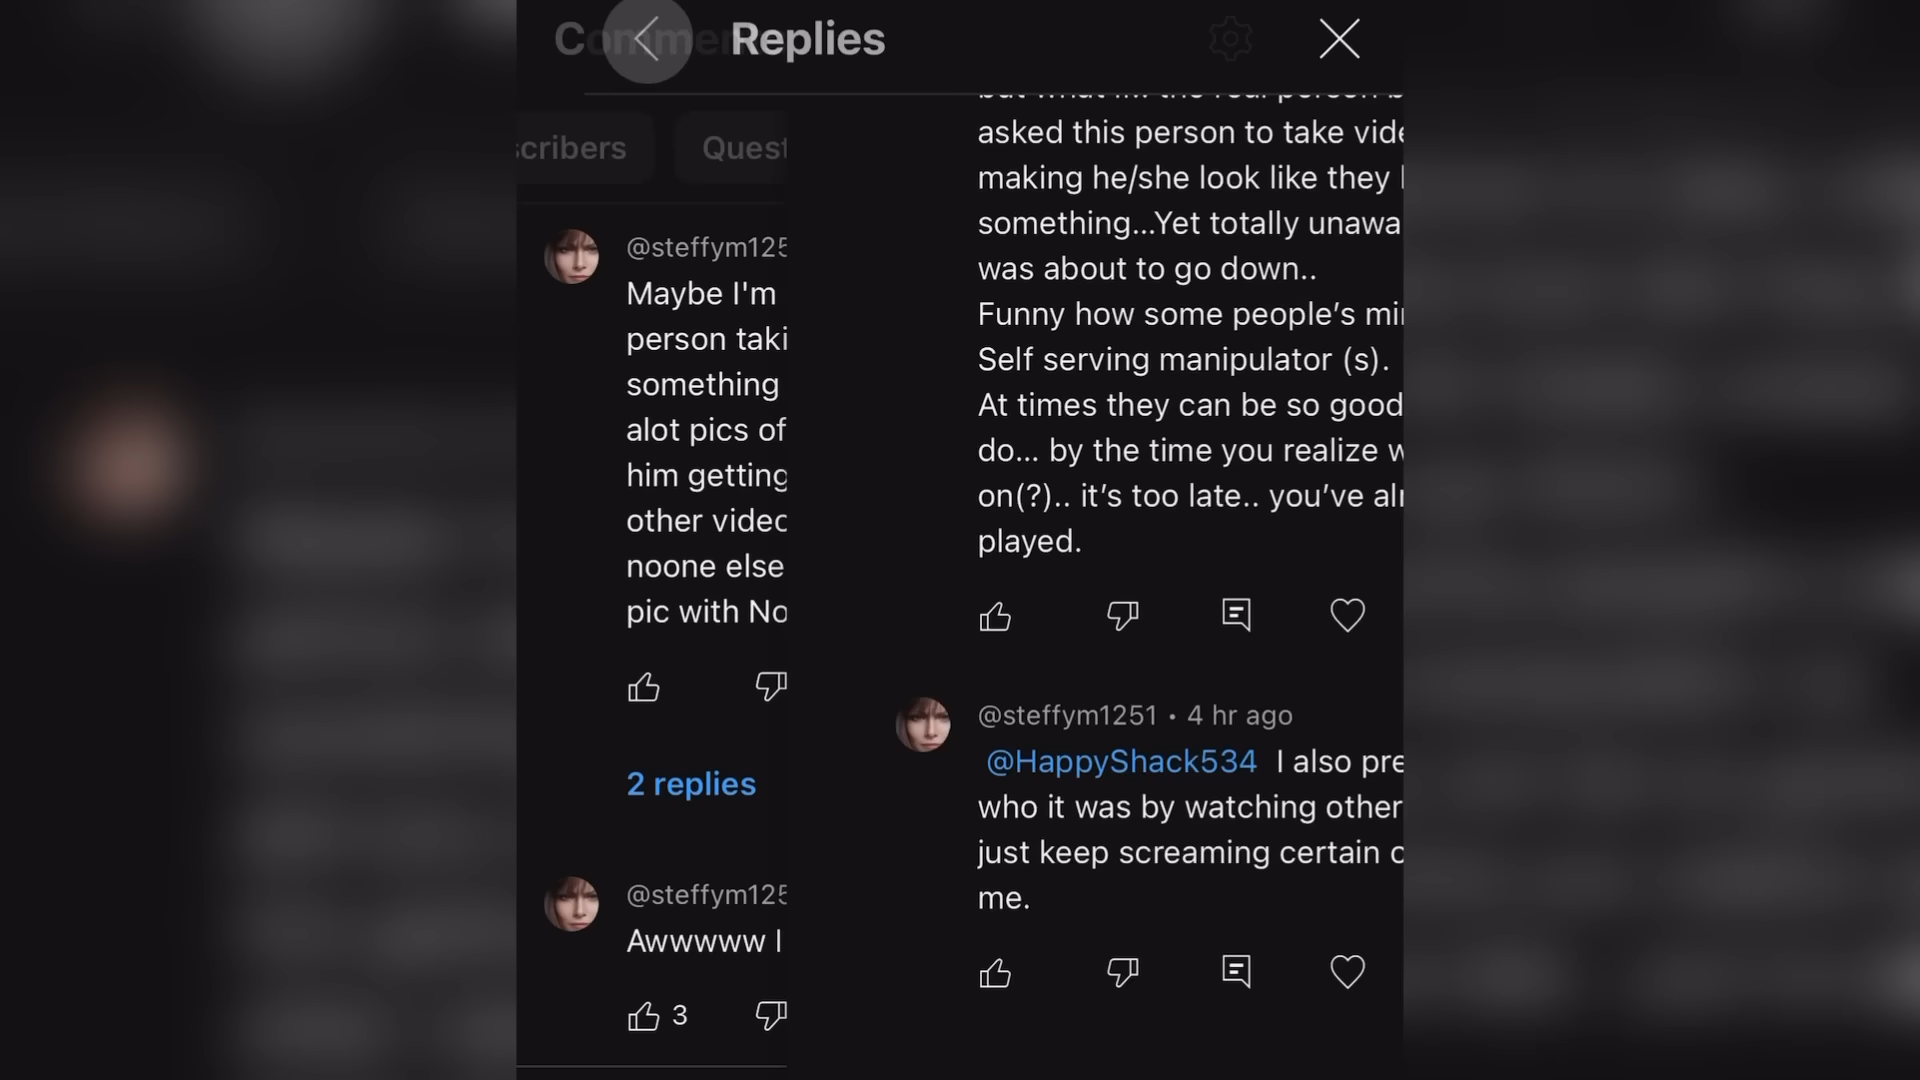 Replies
scribers
Quest
@steffym125
Maybe I'm
person taki
something
alot pics of
him getting
other videc
noone else
pic with No
2 replies
@steffym125
Awwwww I
3
asked this person to take vide
making he/she look like they
something...Yet totally unawa
was about to go down..
Funny how some people’s mi
Self serving manipulator (s).
At times they can be so good
do... by the time you realize w
on(?).. it’s too late.. you’ve al
played.
@steffym1251 • 4 hr ago
@HappyShack534 I also pre
who it was by watching other
just keep screaming certain c
me.